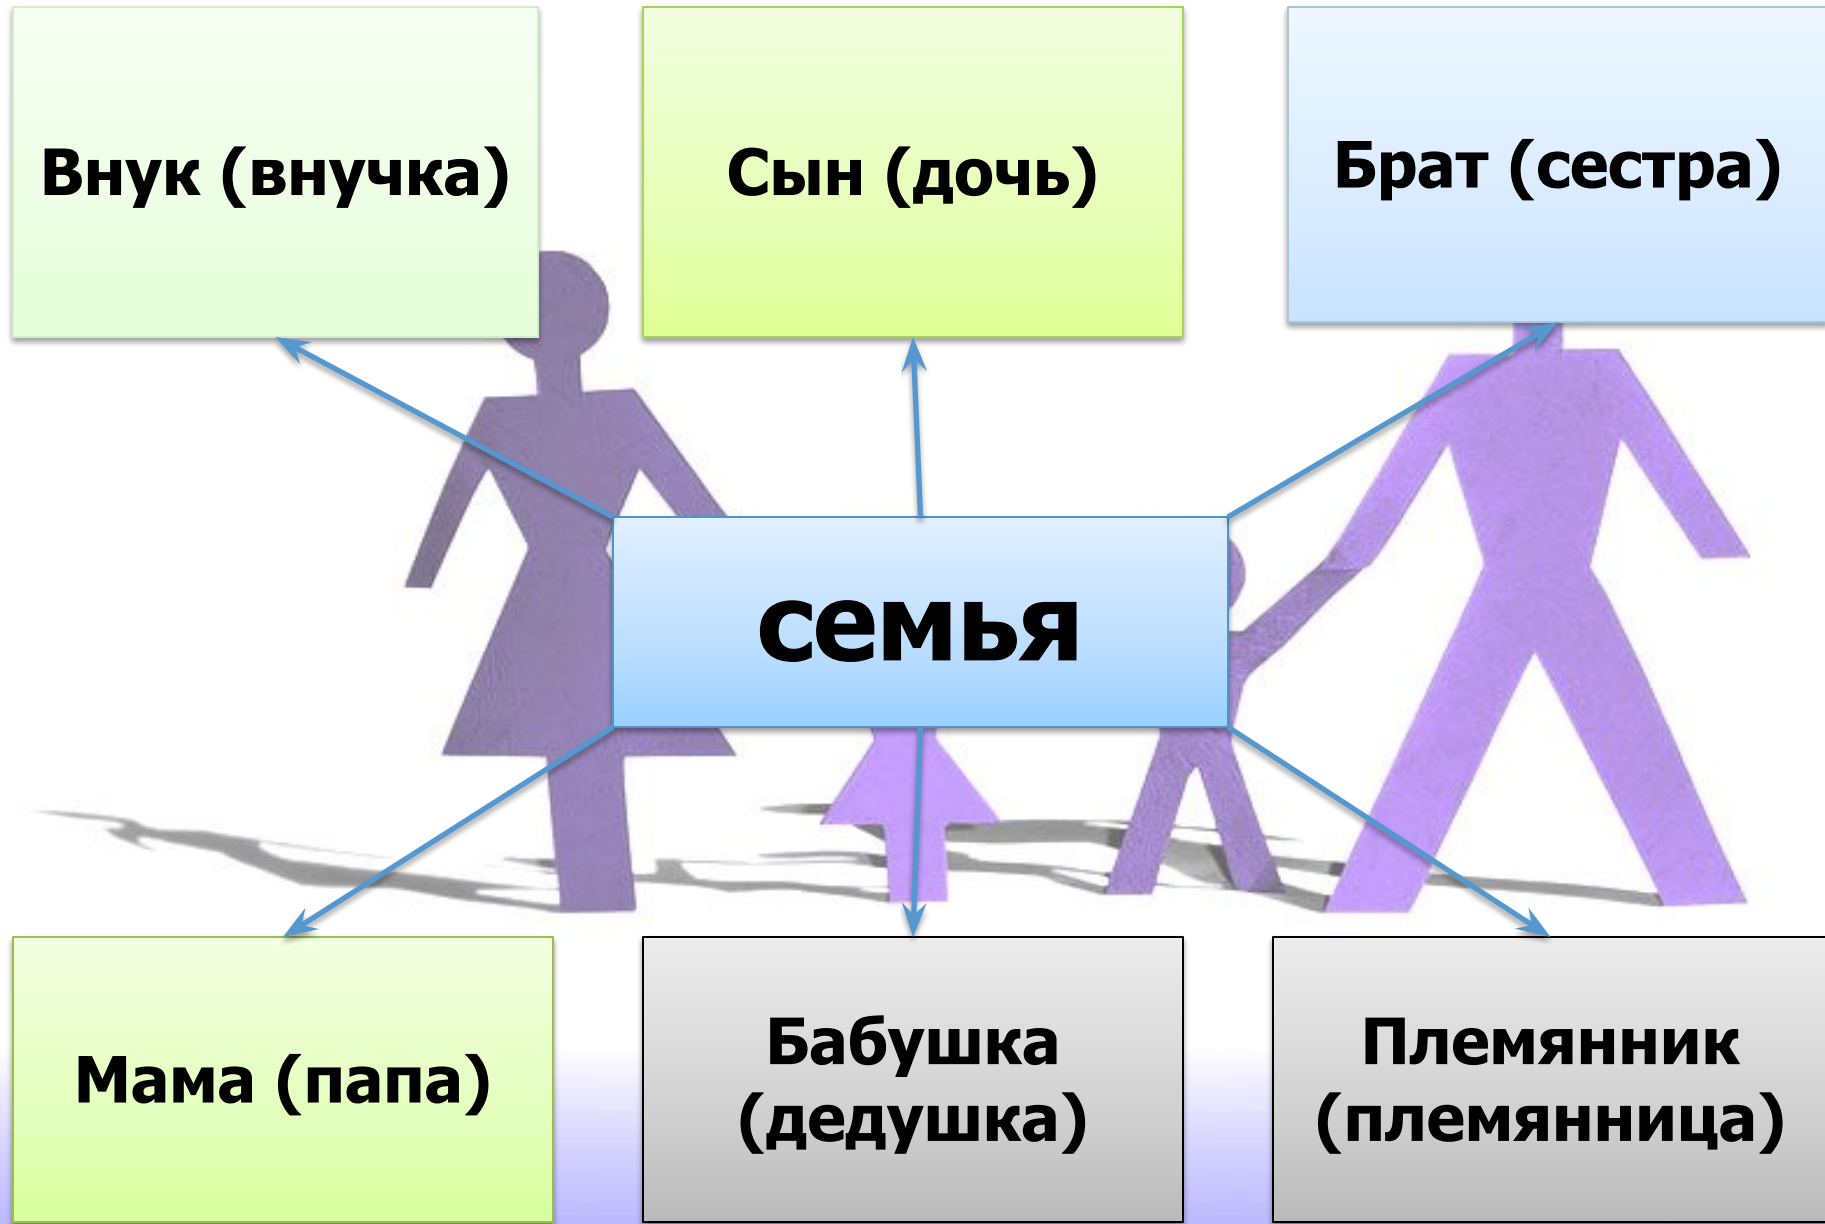 Внук (внучка)
Сын (дочь)
Брат (сестра)
семья
Мама (папа)
Бабушка
(дедушка)
Племянник
(племянница)